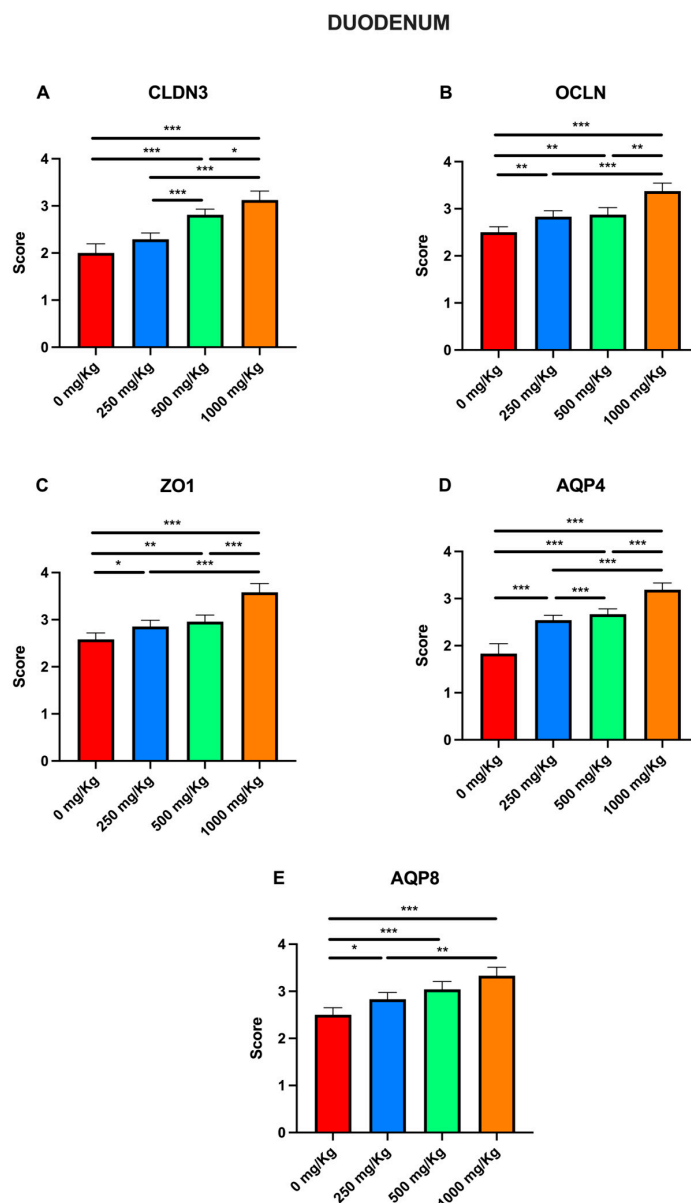 DUODENUM
A CLDN3
***
*** *
***
***
4
3
2
1
0
Score
0 mg/Kg
250 mg/Kg
500 mg/Kg
1000 mg/Kg
B OCLN
***
** **
** ***
4
3
2
1
0
Score
0 mg/Kg
250 mg/Kg
500 mg/Kg
1000 mg/Kg
C ZO1
***
** ***
* ***
4
3
2
1
0
Score
0 mg/Kg
250 mg/Kg
500 mg/Kg
1000 mg/Kg
D AQP4
***
*** ***
***
*** ***
4
3
2
1
0
Score
0 mg/Kg
250 mg/Kg
500 mg/Kg
1000 mg/Kg
E AQP8
***
***
* **
4
3
2
1
0
Score
0 mg/Kg
250 mg/Kg
500 mg/Kg
1000 mg/Kg